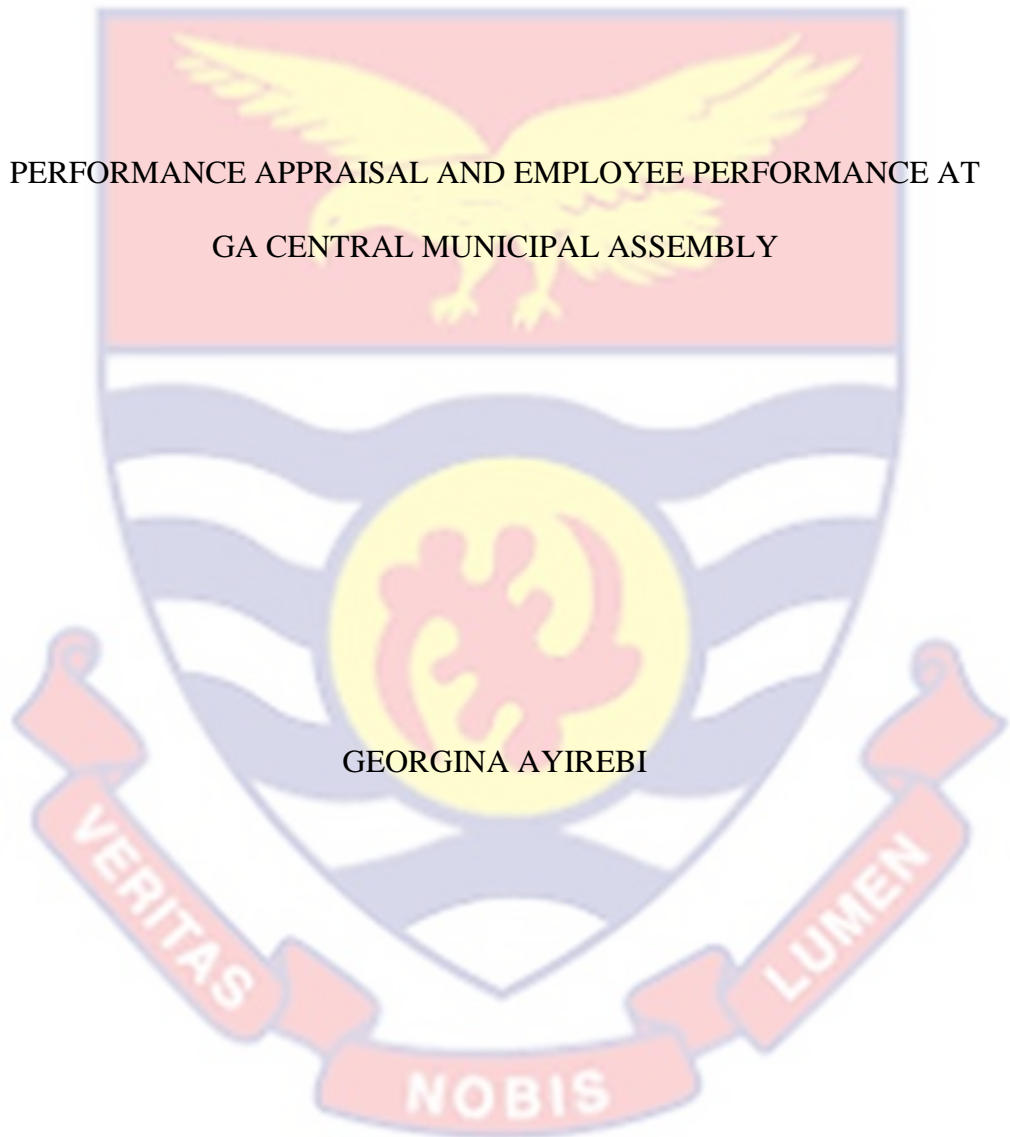 PERFORMANCE APPRAISAL AND EMPLOYEE PERFORMANCE AT
GA CENTRAL MUNICIPAL ASSEMBLY
GEORGINA AYIREBI
VERITAS
NOBIS
LUMEN